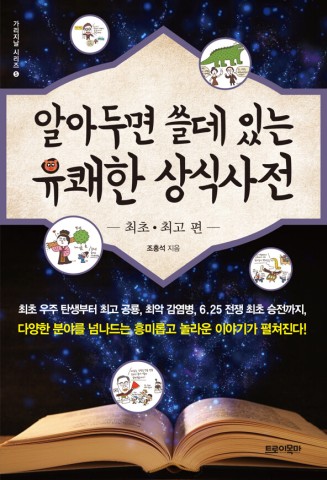 가리지날 시리즈 5
알아두면 쓸데 있는
유쾌한 상식사전
최초·최고 편
조홍석 지음
최초 우주 탄생부터 최고 공룡, 최악 감염병, 6.25 전쟁 최초 승전까지,
다양한 분야를 넘나드는 흥미롭고 놀라운 이야기가 펼쳐진다!
트로이목마